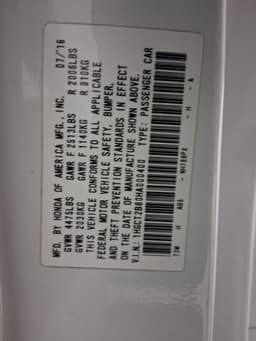 MFD. BY HONDA OF AMERICA MFG., INC. 07/'16
GVWR 4475LBS GAWR F 2513LBS R 2006LBS
GVWR 2030KG GAWR F 1140KG R 910KG
THIS VEHICLE CONFORMS TO ALL APPLICABLE
FEDERAL MOTOR VEHICLE SAFETY, BUMPER,
AND THEFT PREVENTION STANDARDS IN EFFECT
ON THE DATE OF MANUFACTURE SHOWN ABOVE.
V.I.N.: 1HGCT2B80HA000400 TYPE: PASSENGER CAR